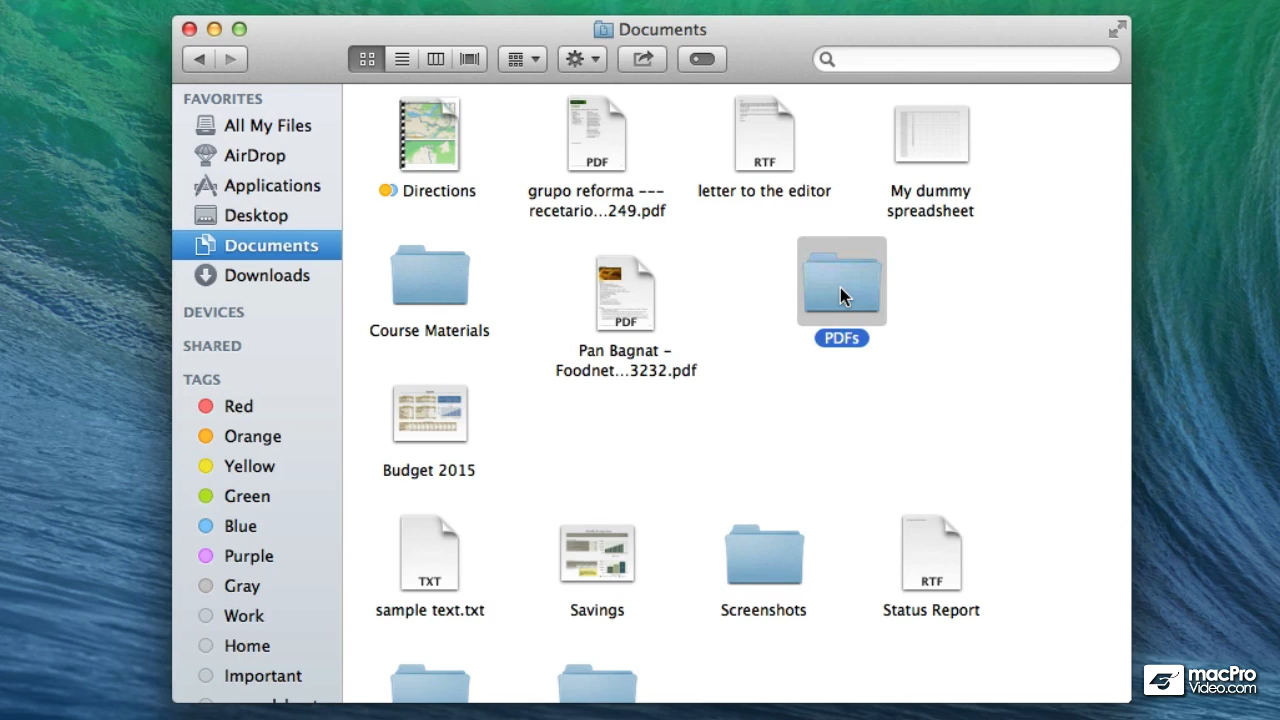 Documents
FAVORITES
All My Files
AirDrop
Applications
Desktop
Documents
Downloads
DEVICES
SHARED
TAGS
Red
Orange
Yellow
Green
Blue
Purple
Gray
Work
Home
Important
Directions
PDF
grupo reforma ---
recetario...249.pdf
RTF
letter to the editor
My dummy
spreadsheet
Course Materials
PDF
Pan Bagnat –
Foodnet...3232.pdf
PDFs
Budget 2015
TXT
sample text.txt
Savings
Screenshots
RTF
Status Report
macPro
Video.com